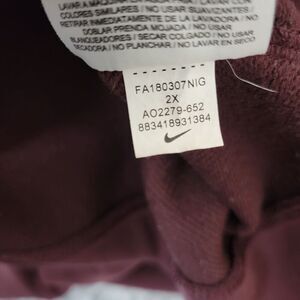 LAVAR A MAQUINA
COLORES SIMILARES / NO USAR SUAVIZANTES /
RETIRAR INMEDIATAMENTE DE LA LAVADORA / NO
DOBLAR PRENDA MOJADA / NO USAR
BLANQUEADORES / SECAR COLGADO / NO USAR
SECADORA / NO PLANCHAR / NO LAVAR EN SECO
FA180307NIG
2X
AO2279-652
883418931384